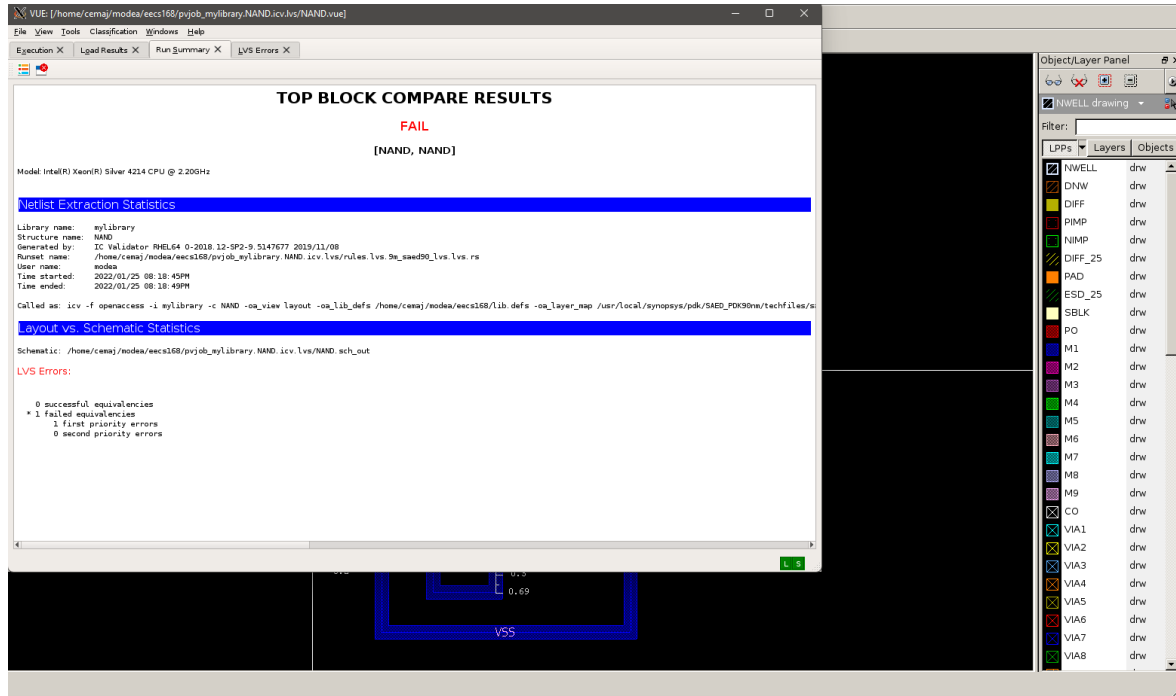 VUE: [/home/cemaj/modea/eecs168/pvjob_mylibrary.NAND.icv.lvs/NAND.vue]
File View Tools Classification Windows Help
Execution Load Results Run Summary LVS Errors
TOP BLOCK COMPARE RESULTS
FAIL
[NAND, NAND]
Model: Intel(R) Xeon(R) Silver 4214 CPU @ 2.20GHz
Netlist Extraction Statistics
Library name: mylibrary
Structure name: NAND
Generated by: IC Validator RHEL64 O-2018.12-SP2-9.5147677 2019/11/08
Runset name: /home/cemaj/modea/eecs168/pvjob_mylibrary.NAND.icv.lvs/rules.lvs.9m_saed90_lvs.lvs.rs
User name: modea
Time started: 2022/01/25 08:18:45PM
Time ended: 2022/01/25 08:18:49PM
Called as: icv -f openaccess -i mylibrary -c NAND -oa_view layout -oa_lib_defs /home/cemaj/modea/eecs168/lib.defs -oa_layer_map /usr/local/synopsys/pdk/SAED_PDK90nm/techfiles/s
Layout vs. Schematic Statistics
Schematic: /home/cemaj/modea/eecs168/pvjob_mylibrary.NAND.icv.lvs/NAND.sch_out
LVS Errors:
0 successful equivalencies
* 1 failed equivalencies
1 first priority errors
0 second priority errors
L S
0.69
VSS
Object/Layer Panel
NWELL drawing
Filter:
LPPs Layers Objects
NWELL drw
DNW drw
DIFF drw
PIMP drw
NIMP drw
DIFF_25 drw
PAD drw
ESD_25 drw
SBLK drw
PO drw
M1 drw
M2 drw
M3 drw
M4 drw
M5 drw
M6 drw
M7 drw
M8 drw
M9 drw
CO drw
VIA1 drw
VIA2 drw
VIA3 drw
VIA4 drw
VIA5 drw
VIA6 drw
VIA7 drw
VIA8 drw